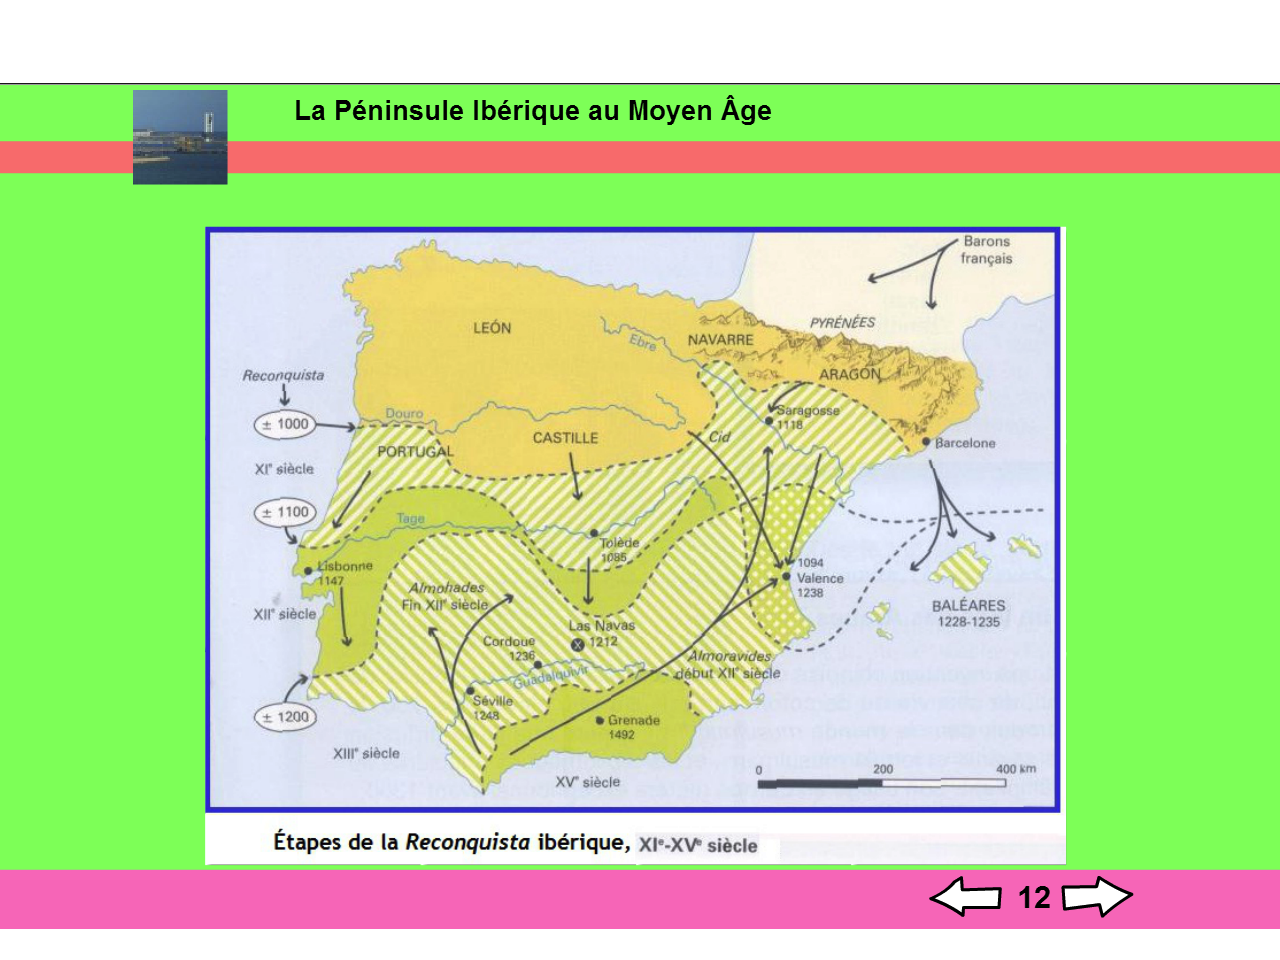 La Péninsule Ibérique au Moyen Âge
Barons
français
PYRÉNÉES
LEÓN
Ebre
NAVARRE
ARAGÓN
Reconquista
Douro
Saragosse
1118
± 1000
CASTILLE
Cid
Barcelone
PORTUGAL
XIe siècle
± 1100
Tage
Tolède
1085
Lisbonne
1147
1094
Valence
1238
Almohades
Fin XIIe siècle
BALÉARES
1228-1235
XIIe siècle
Las Navas
X 1212
Cordoue
1236
Almoravides
début XIIe siècle
Guadalquivir
Séville
1248
± 1200
Grenade
1492
XIIIe siècle
XVe siècle
0 200 400 km
Étapes de la Reconquista ibérique, XIe-XVe siècle
12